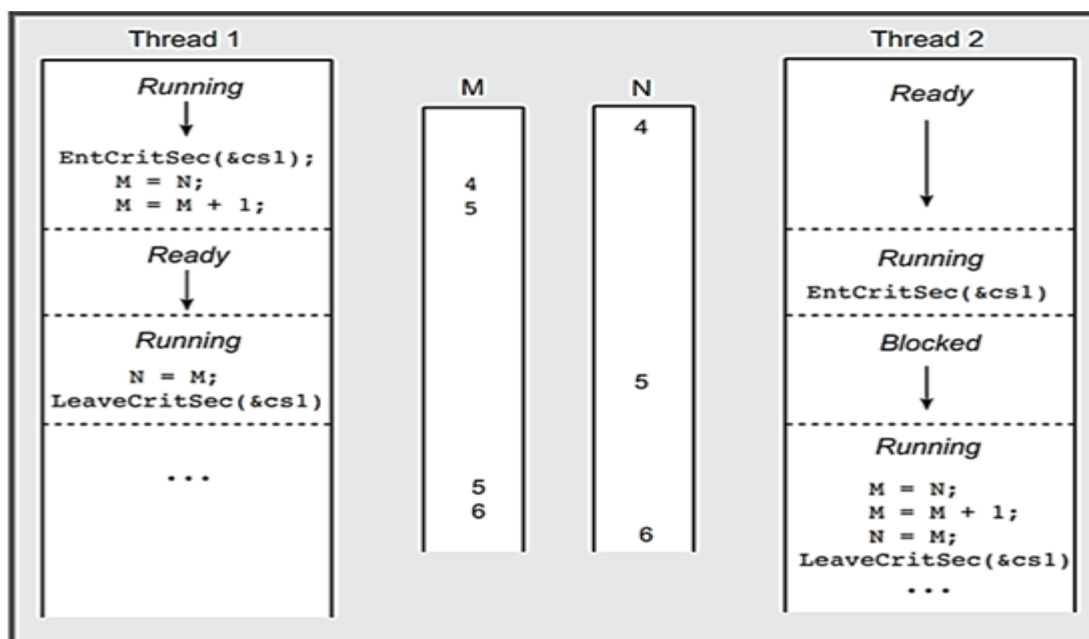 Thread 1
Running
EntCritSec(&cs1);
M = N;
M = M + 1;
Ready
Running
N = M;
LeaveCritSec(&cs1)
...
M
4
5
5
6
N
4
5
6
Thread 2
Ready
Running
EntCritSec(&cs1)
Blocked
Running
M = N;
M = M + 1;
N = M;
LeaveCritSec(&cs1)
...